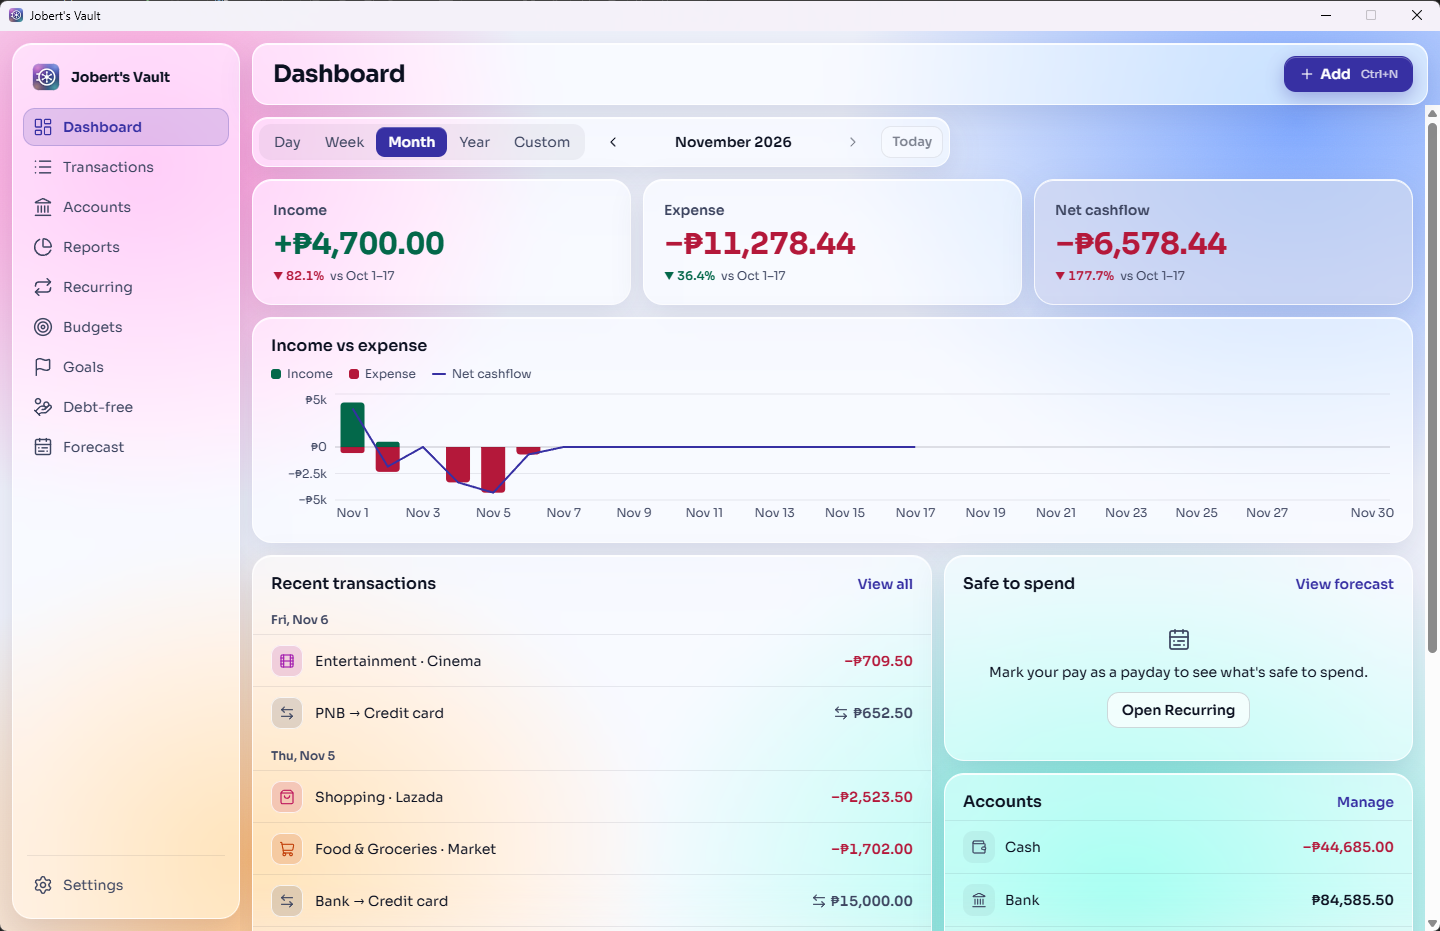 Jobert's Vault
Jobert's Vault
Dashboard
Transactions
Accounts
Reports
Recurring
Budgets
Goals
Debt-free
Forecast
Settings
Dashboard
+ Add Ctrl+N
Day Week Month Year Custom
November 2026
Today
Income
+₱4,700.00
▼ 82.1% vs Oct 1–17
Expense
−₱11,278.44
▼ 36.4% vs Oct 1–17
Net cashflow
−₱6,578.44
▼ 177.7% vs Oct 1–17
Income vs expense
Income Expense Net cashflow
₱5k
₱0
−₱2.5k
−₱5k
Nov 1 Nov 3 Nov 5 Nov 7 Nov 9 Nov 11 Nov 13 Nov 15 Nov 17 Nov 19 Nov 21 Nov 23 Nov 25 Nov 27 Nov 30
Recent transactions View all
Fri, Nov 6
Entertainment · Cinema −₱709.50
PNB → Credit card ₱652.50
Thu, Nov 5
Shopping · Lazada −₱2,523.50
Food & Groceries · Market −₱1,702.00
Bank → Credit card ₱15,000.00
Safe to spend View forecast
Mark your pay as a payday to see what's safe to spend.
Open Recurring
Accounts Manage
Cash −₱44,685.00
Bank ₱84,585.50